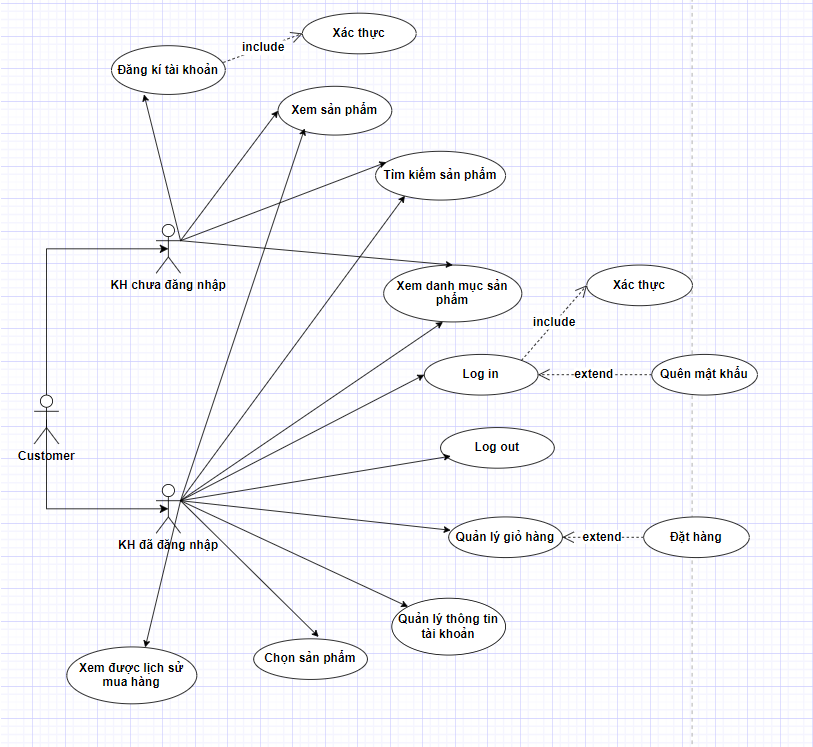 Xác thực
include
Đăng kí tài khoản
Xem sản phẩm
Tìm kiếm sản phẩm
KH chưa đăng nhập
Xem danh mục sản
phẩm
Xác thực
include
Log in
extend
Quên mật khẩu
Customer
Log out
KH đã đăng nhập
Quản lý giỏ hàng
extend
Đặt hàng
Quản lý thông tin
tài khoản
Chọn sản phẩm
Xem được lịch sử
mua hàng